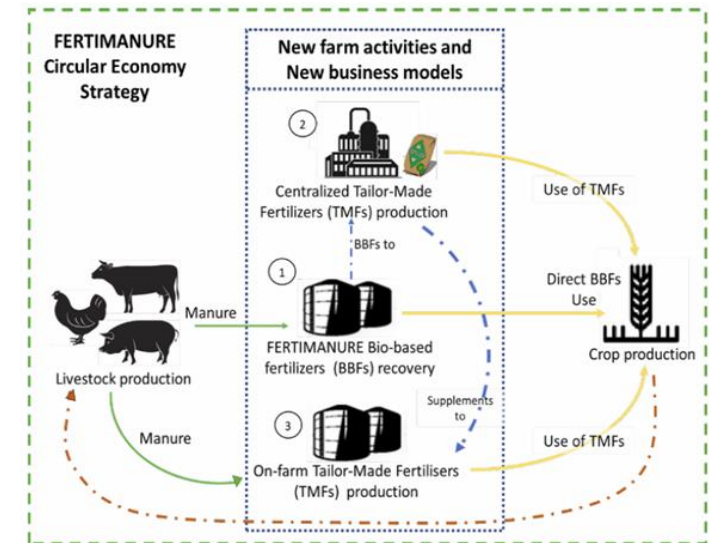 FERTIMANURE
Circular Economy
Strategy
New farm activities and
New business models
2
Centralized Tailor-Made
Fertilizers (TMFs) production
Use of TMFs
BBFs to
1
Direct BBFs
Use
Manure
FERTIMANURE Bio-based
fertilizers (BBFs) recovery
Crop production
Livestock production
Supplements
to
3
Manure
Use of TMFs
On-farm Tailor-Made Fertilisers
(TMFs) production